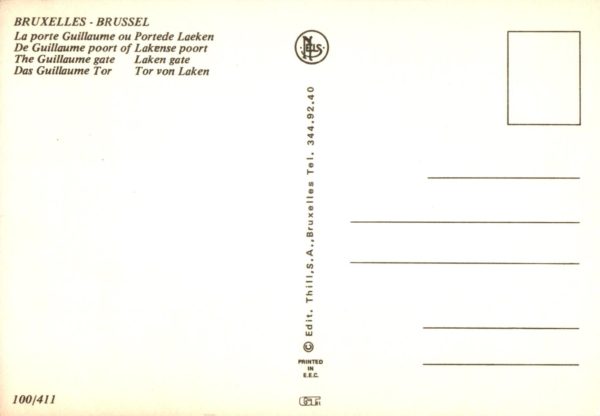 BRUXELLES - BRUSSEL
La porte Guillaume ou Portede Laeken
De Guillaume poort of Lakense poort
The Guillaume gate Laken gate
Das Guillaume Tor Tor von Laken
NELS
© Edit. Thill,S.A.,Bruxelles Tel. 344.92.40
PRINTED
IN
E.E.C.
100/411